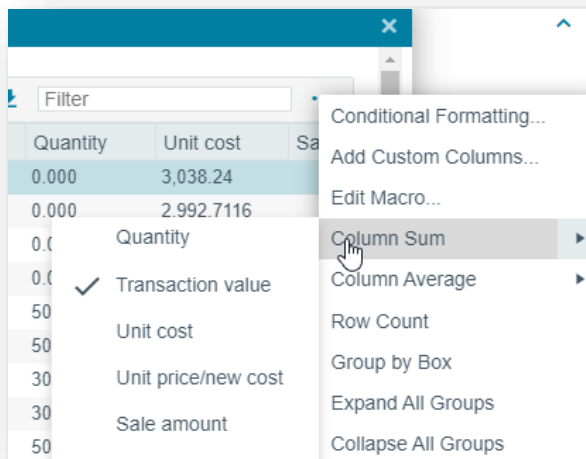 Filter
Quantity Unit cost Sa
0.000 3,038.24
0.000 2,992.7116
0.0
0.0
50
50
30
30
50
Conditional Formatting...
Add Custom Columns...
Edit Macro...
Column Sum
Column Average
Row Count
Group by Box
Expand All Groups
Collapse All Groups
Quantity
Transaction value
Unit cost
Unit price/new cost
Sale amount